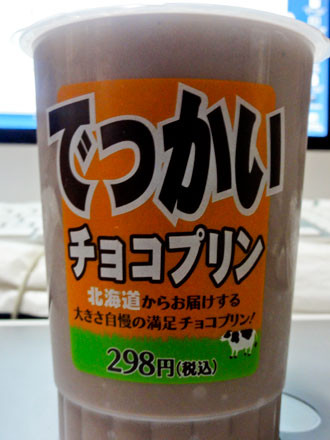 でっかい
チョコプリン
北海道からお届けする
大きさ自慢の満足チョコプリン!
298円(税込)